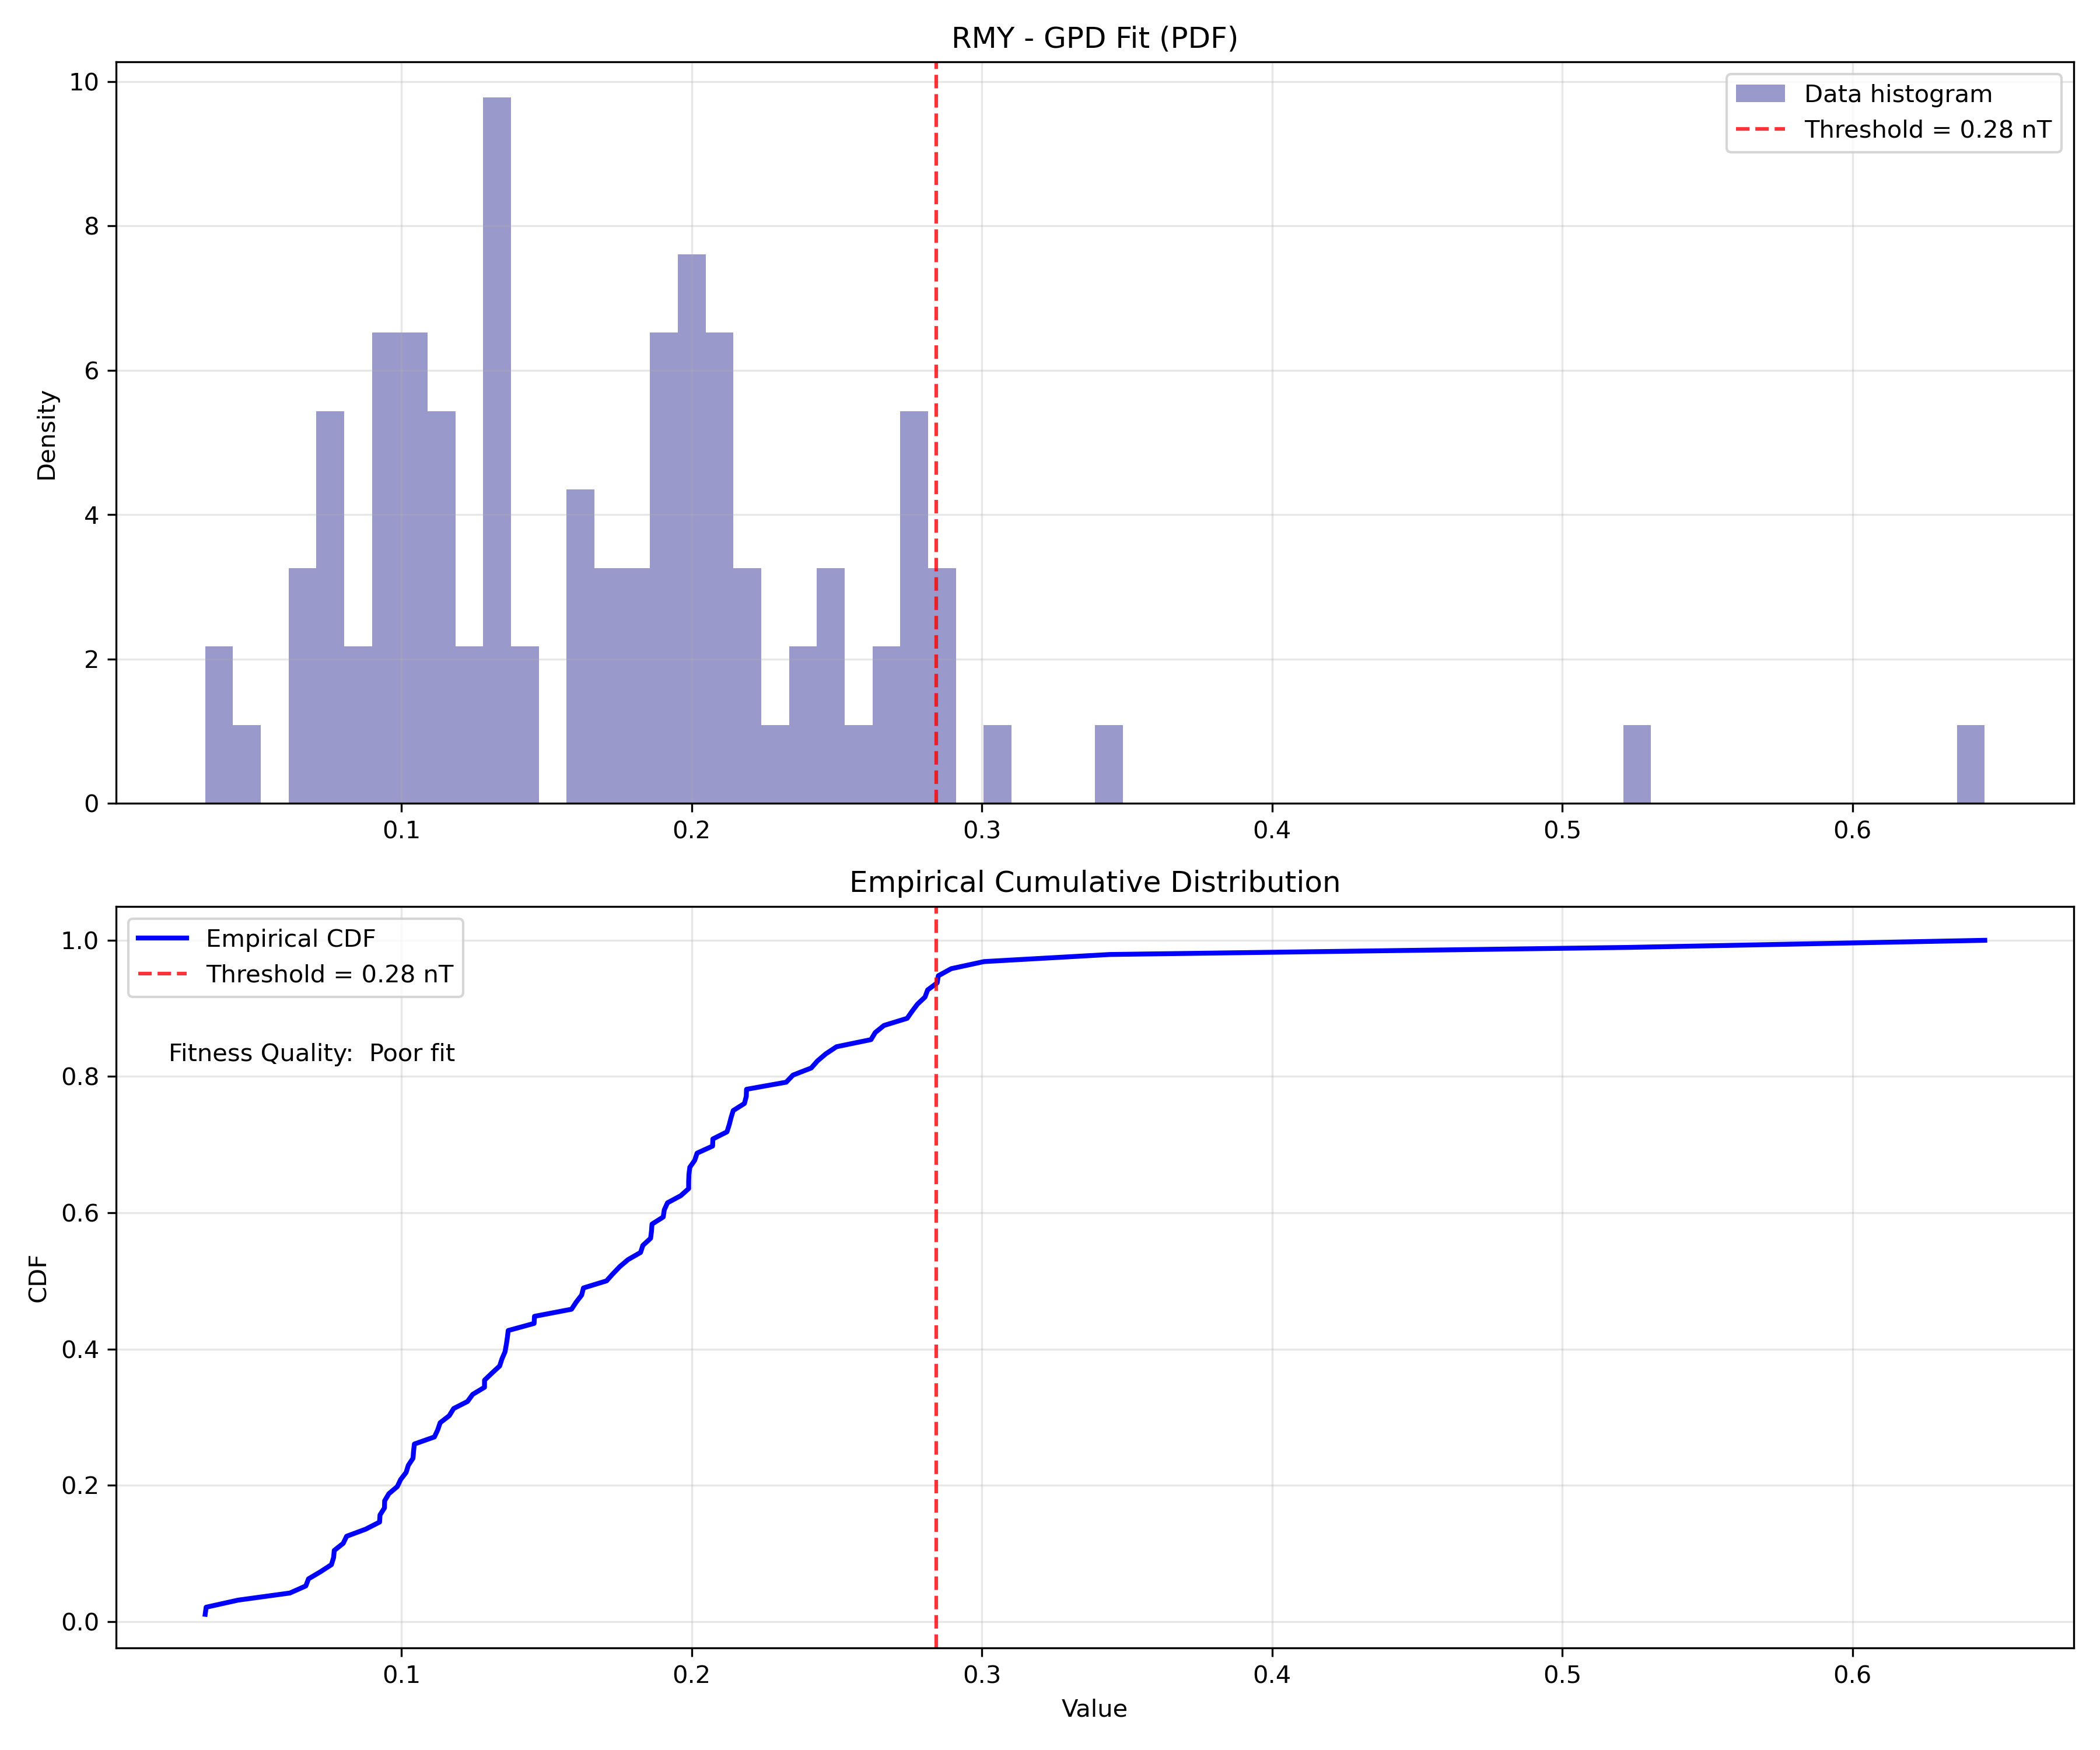 RMY - GPD Fit (PDF)
10
8
6
4
2
0
Density
Data histogram
Threshold = 0.28 nT
0.1 0.2 0.3 0.4 0.5 0.6
Empirical Cumulative Distribution
1.0
0.8
0.6
0.4
0.2
0.0
CDF
Empirical CDF
Threshold = 0.28 nT
Fitness Quality:  Poor fit
0.1 0.2 0.3 0.4 0.5 0.6
Value